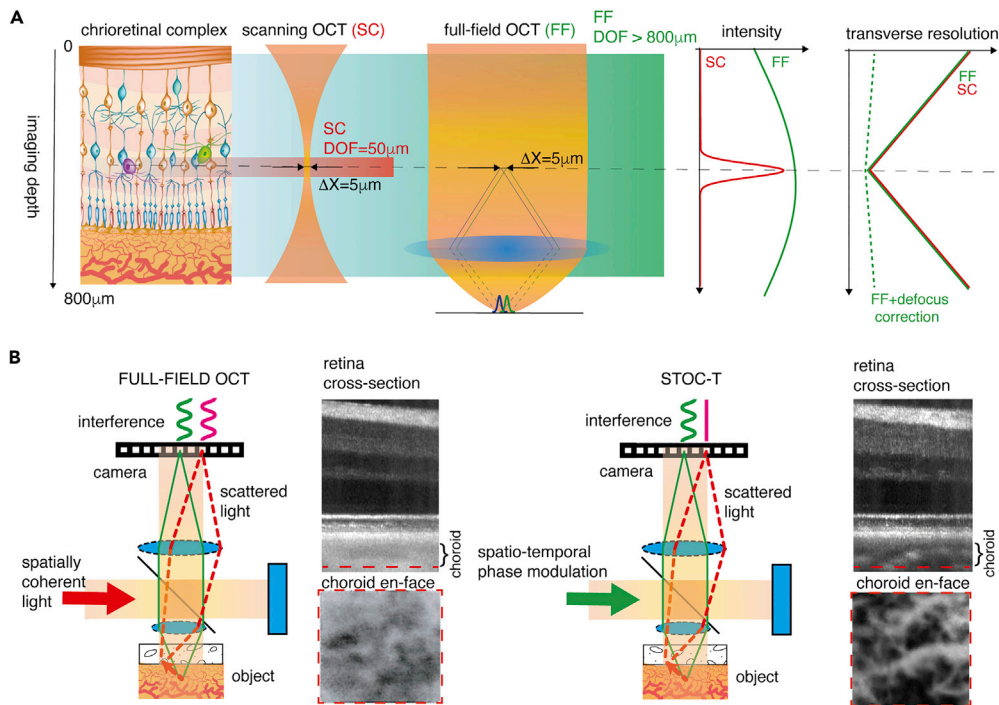 A
chrioretinal complex
scanning OCT (SC)
full-field OCT (FF)
FF
DOF > 800μm
intensity
transverse resolution
0
imaging depth
800μm
SC
DOF=50μm
ΔX=5μm
ΔX=5μm
SC
FF
FF
SC
FF+defocus
correction
B
FULL-FIELD OCT
interference
camera
scattered
light
spatially
coherent
light
object
retina
cross-section
choroid
choroid en-face
STOC-T
interference
camera
scattered
light
spatio-temporal
phase modulation
object
retina
cross-section
choroid
choroid en-face